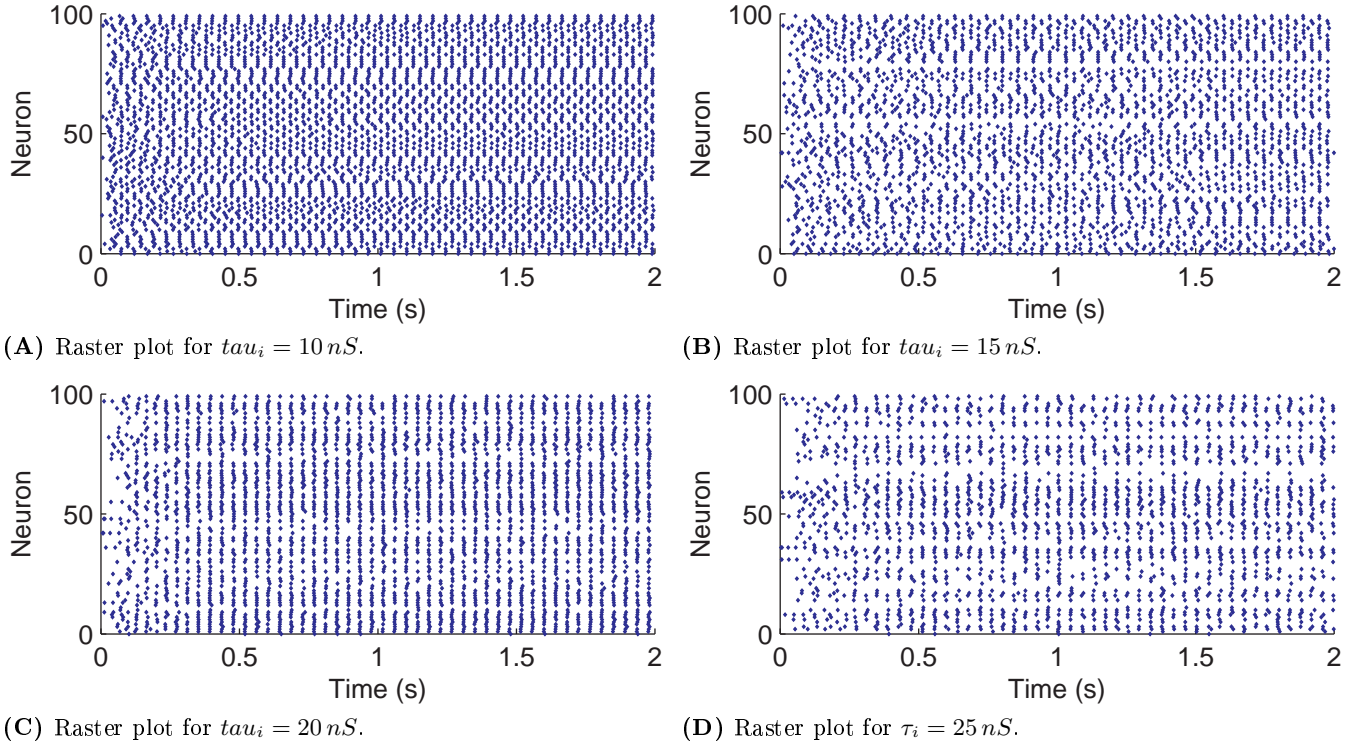 100
50
0
Neuron
0
0.5
1
1.5
2
Time (s)
(A) Raster plot for tau_i = 10 nS.
100
50
0
Neuron
0
0.5
1
1.5
2
Time (s)
(B) Raster plot for tau_i = 15 nS.
100
50
0
Neuron
0
0.5
1
1.5
2
Time (s)
(C) Raster plot for tau_i = 20 nS.
100
50
0
Neuron
0
0.5
1
1.5
2
Time (s)
(D) Raster plot for τ_i = 25 nS.